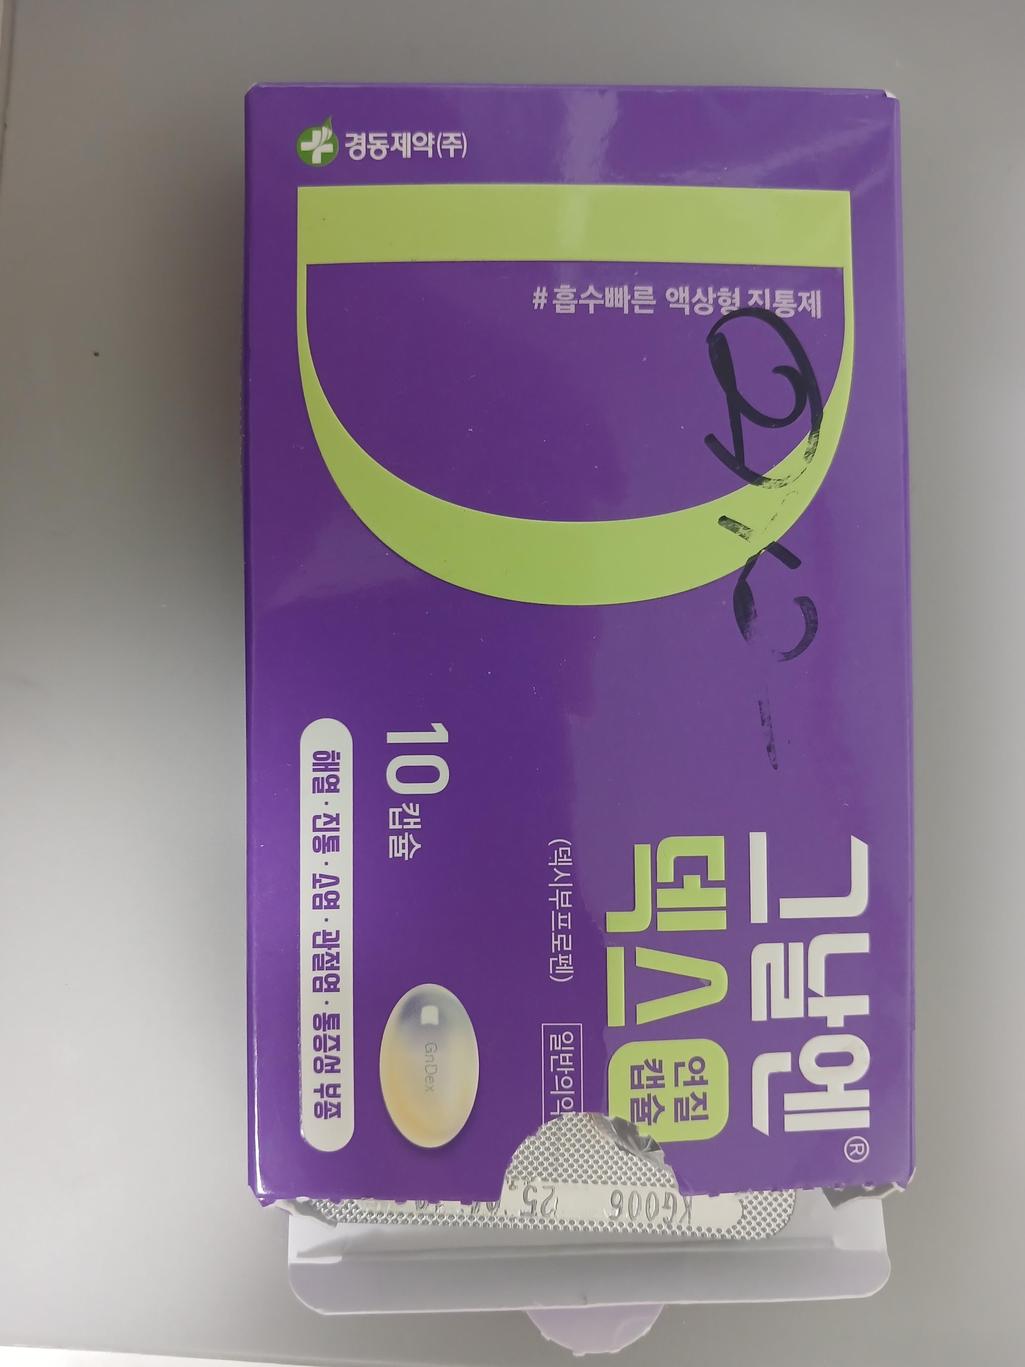 경동제약(주)
#흡수빠른 액상형 진통제
그날엔®
덱스
연질
캡슐
(덱시부프로펜)
일반의약
10캡슐
해열·진통·소염·관절염·통증성 부종
GnDex
KG006
25